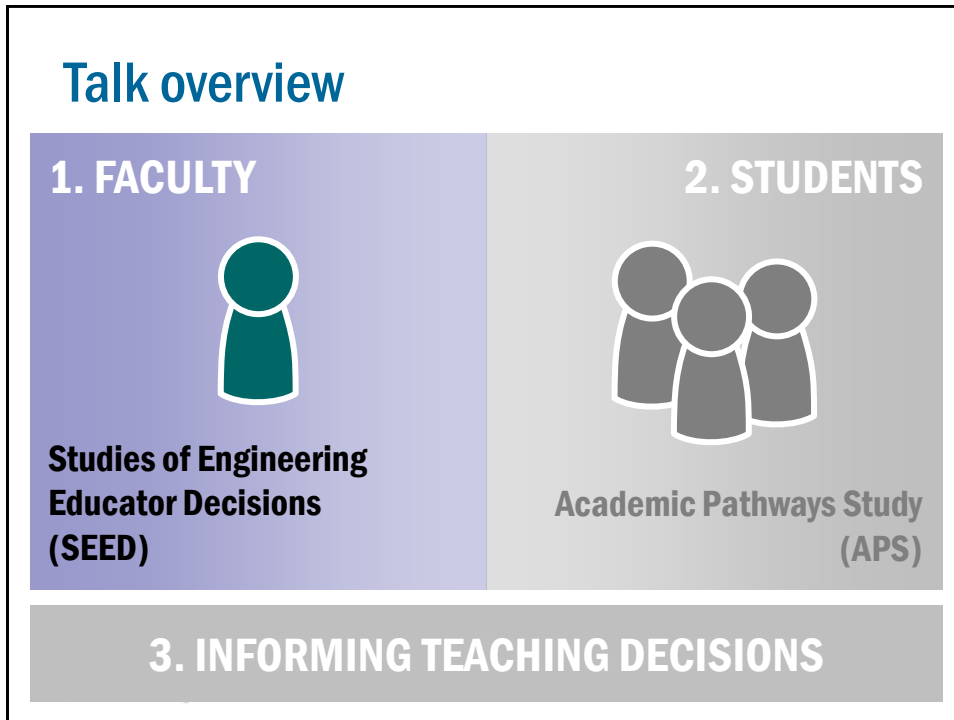 Talk overview
1. FACULTY
2. STUDENTS
Studies of Engineering
Educator Decisions
(SEED)
Academic Pathways Study
(APS)
3. INFORMING TEACHING DECISIONS